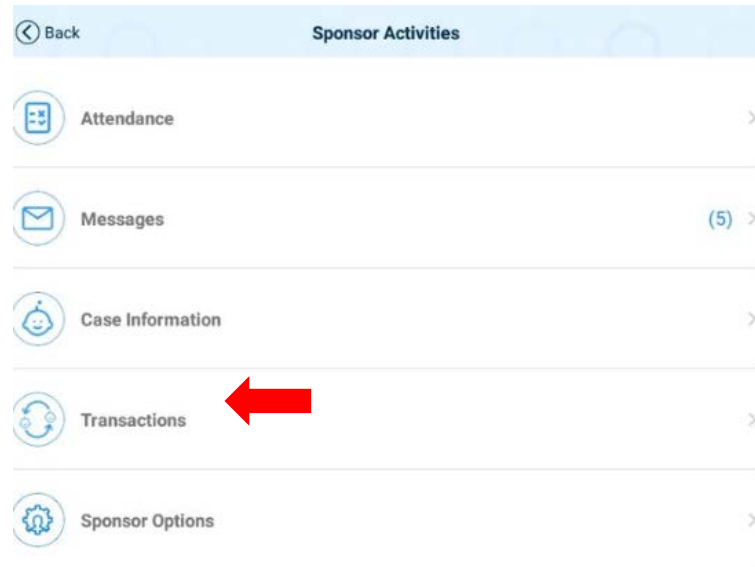 Back
Sponsor Activities
Attendance
Messages
(5)
Case Information
Transactions
Sponsor Options